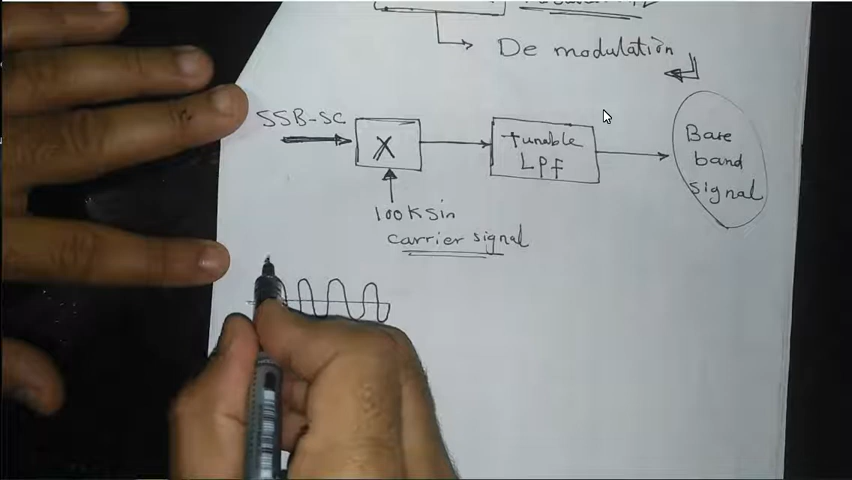 De modulation
SSB-SC
X
tunable
LPf
Base
band
signal
100K sin
carrier signal